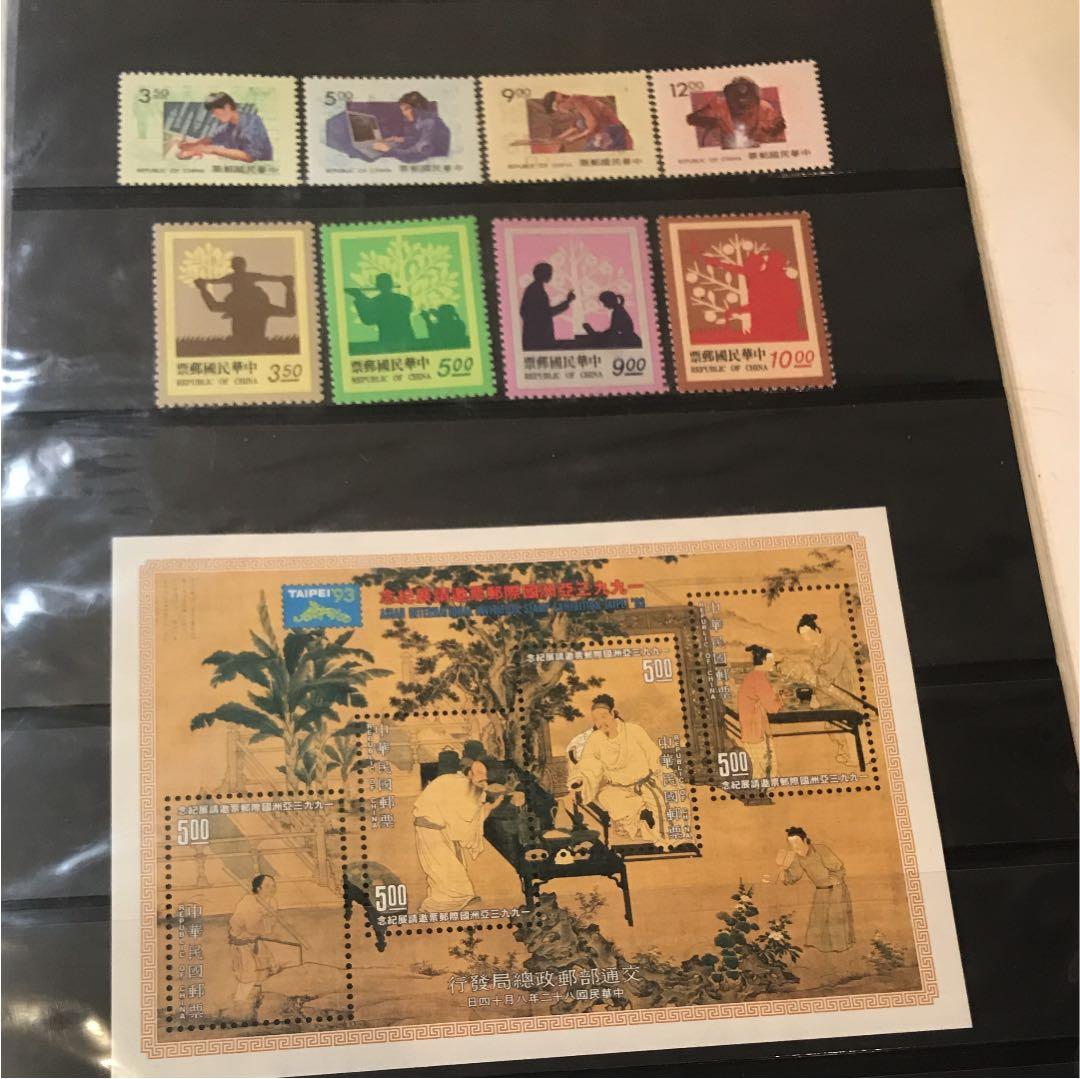 3.50
REPUBLIC OF CHINA 中華民國郵票
5.00
REPUBLIC OF CHINA 中華民國郵票
9.00
REPUBLIC OF CHINA 中華民國郵票
12.00
REPUBLIC OF CHINA 中華民國郵票
中華民國郵票
REPUBLIC OF CHINA 3.50
中華民國郵票
REPUBLIC OF CHINA 5.00
中華民國郵票
REPUBLIC OF CHINA 9.00
中華民國郵票
REPUBLIC OF CHINA 10.00
TAIPEI '93
一九九三亞洲國際郵票邀請展紀念
ASIAN INTERNATIONAL INVITATION STAMP EXHIBITION TAIPEI '93
中華民國郵票
REPUBLIC OF CHINA
5.00
一九九三亞洲國際郵票邀請展紀念
一九九三亞洲國際郵票邀請展紀念
5.00
REPUBLIC OF CHINA
中華民國郵票
中華民國郵票
REPUBLIC OF CHINA
5.00
一九九三亞洲國際郵票邀請展紀念
一九九三亞洲國際郵票邀請展紀念
5.00
REPUBLIC OF CHINA
中華民國郵票
交通部郵政總局發行
中華民國八十二年八月十四日